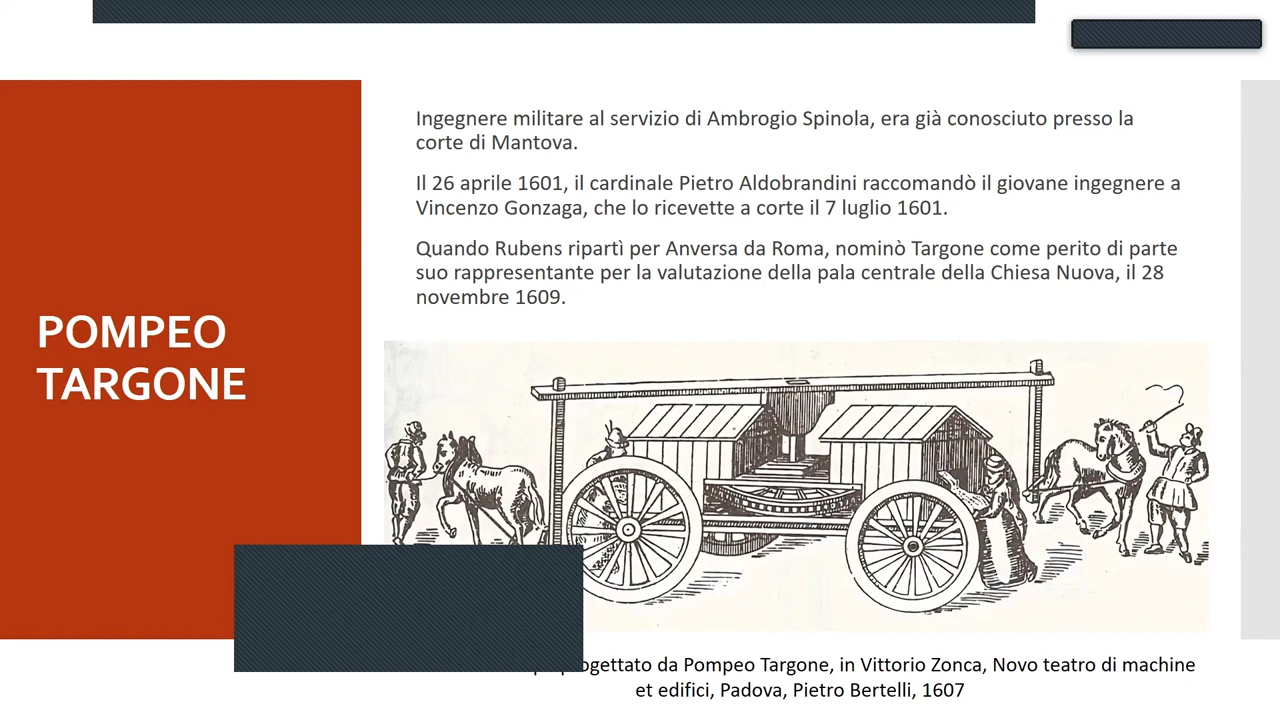 POMPEO
TARGONE
Ingegnere militare al servizio di Ambrogio Spinola, era già conosciuto presso la
corte di Mantova.
Il 26 aprile 1601, il cardinale Pietro Aldobrandini raccomandò il giovane ingegnere a
Vincenzo Gonzaga, che lo ricevette a corte il 7 luglio 1601.
Quando Rubens ripartì per Anversa da Roma, nominò Targone come perito di parte
suo rappresentante per la valutazione della pala centrale della Chiesa Nuova, il 28
novembre 1609.
da Pompeo Targone, in Vittorio Zonca, Novo teatro di machine
et edifici, Padova, Pietro Bertelli, 1607